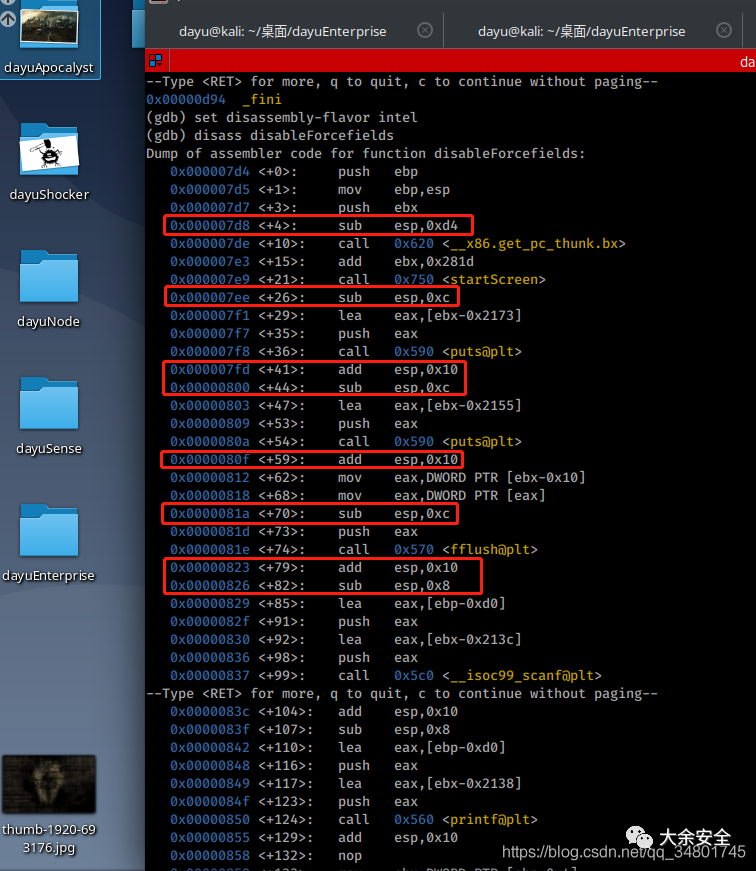 dayu@kali: ~/桌面/dayuEnterprise
dayu@kali: ~/桌面/dayuEnterprise
da
--Type <RET> for more, q to quit, c to continue without paging--
0x00000d94  _fini
(gdb) set disassembly-flavor intel
(gdb) disass disableForcefields
Dump of assembler code for function disableForcefields:
0x000007d4 <+0>: push ebp
0x000007d5 <+1>: mov ebp,esp
0x000007d7 <+3>: push ebx
0x000007d8 <+4>: sub esp,0xd4
0x000007de <+10>: call 0x620 <__x86.get_pc_thunk.bx>
0x000007e3 <+15>: add ebx,0x281d
0x000007e9 <+21>: call 0x750 <startScreen>
0x000007ee <+26>: sub esp,0xc
0x000007f1 <+29>: lea eax,[ebx-0x2173]
0x000007f7 <+35>: push eax
0x000007f8 <+36>: call 0x590 <puts@plt>
0x000007fd <+41>: add esp,0x10
0x00000800 <+44>: sub esp,0xc
0x00000803 <+47>: lea eax,[ebx-0x2155]
0x00000809 <+53>: push eax
0x0000080a <+54>: call 0x590 <puts@plt>
0x0000080f <+59>: add esp,0x10
0x00000812 <+62>: mov eax,DWORD PTR [ebx-0x10]
0x00000818 <+68>: mov eax,DWORD PTR [eax]
0x0000081a <+70>: sub esp,0xc
0x0000081d <+73>: push eax
0x0000081e <+74>: call 0x570 <fflush@plt>
0x00000823 <+79>: add esp,0x10
0x00000826 <+82>: sub esp,0x8
0x00000829 <+85>: lea eax,[ebp-0xd0]
0x0000082f <+91>: push eax
0x00000830 <+92>: lea eax,[ebx-0x213c]
0x00000836 <+98>: push eax
0x00000837 <+99>: call 0x5c0 <__isoc99_scanf@plt>
--Type <RET> for more, q to quit, c to continue without paging--
0x0000083c <+104>: add esp,0x10
0x0000083f <+107>: sub esp,0x8
0x00000842 <+110>: lea eax,[ebp-0xd0]
0x00000848 <+116>: push eax
0x00000849 <+117>: lea eax,[ebx-0x2138]
0x0000084f <+123>: push eax
0x00000850 <+124>: call 0x560 <printf@plt>
0x00000855 <+129>: add esp,0x10
0x00000858 <+132>: nop
dayuApocalyst
dayuShocker
dayuNode
dayuSense
dayuEnterprise
thumb-1920-69
3176.jpg
大余安全
https://blog.csdn.net/qq_34801745